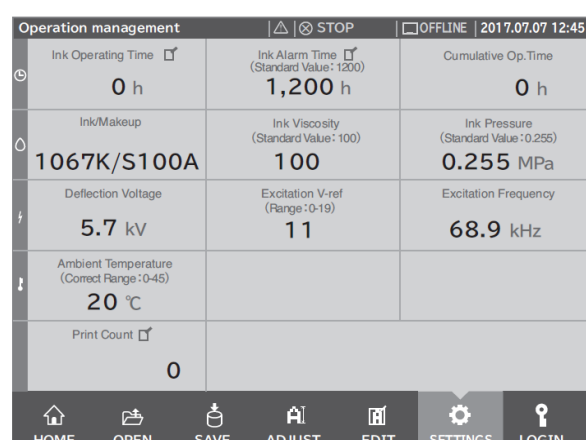 Operation management STOP OFFLINE 2017.07.07 12:45
Ink Operating Time Ink Alarm Time Cumulative Op.Time
(Standard Value:1200)
0 h 1,200 h 0 h
Ink/Makeup Ink Viscosity Ink Pressure
(Standard Value:100) (Standard Value:0.255)
1067K/S100A 100 0.255 MPa
Deflection Voltage Excitation V-ref Excitation Frequency
(Range:0-19)
5.7 kV 11 68.9 kHz
Ambient Temperature
(Correct Range:0-45)
20 ℃
Print Count
0
HOME OPEN SAVE ADJUST EDIT SETTINGS LOGIN